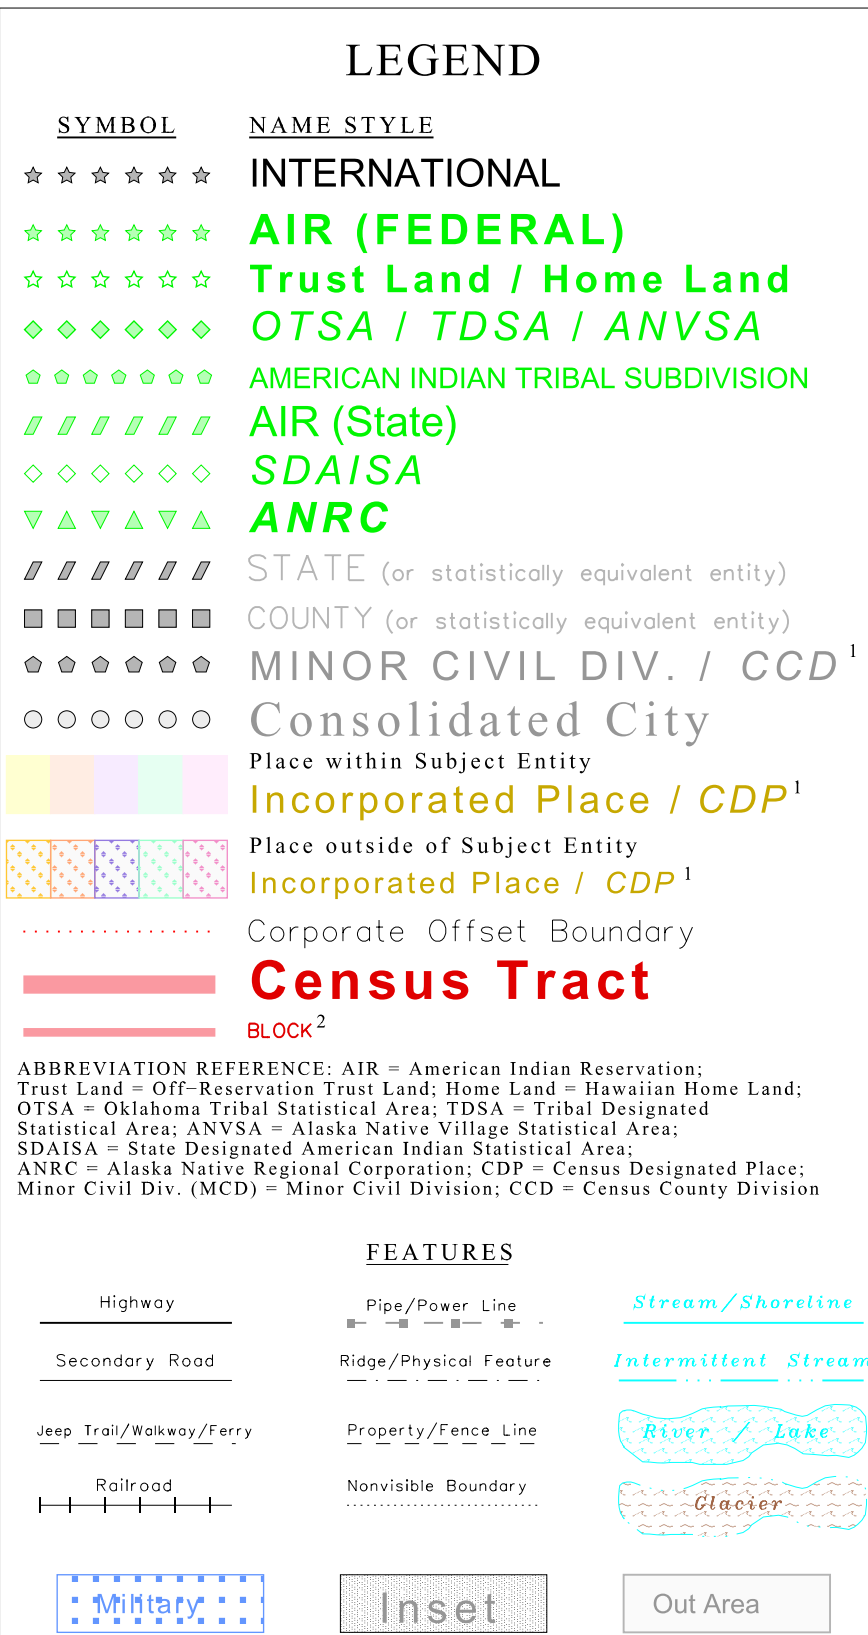 LEGEND
SYMBOL NAME STYLE
INTERNATIONAL
AIR (FEDERAL)
Trust Land / Home Land
OTSA / TDSA / ANVSA
AMERICAN INDIAN TRIBAL SUBDIVISION
AIR (State)
SDAISA
ANRC
STATE (or statistically equivalent entity)
COUNTY (or statistically equivalent entity)
MINOR CIVIL DIV. / CCD 1
Consolidated City
Place within Subject Entity
Incorporated Place / CDP 1
Place outside of Subject Entity
Incorporated Place / CDP 1
Corporate Offset Boundary
Census Tract
BLOCK 2
ABBREVIATION REFERENCE: AIR = American Indian Reservation;
Trust Land = Off−Reservation Trust Land; Home Land = Hawaiian Home Land;
OTSA = Oklahoma Tribal Statistical Area; TDSA = Tribal Designated
Statistical Area; ANVSA = Alaska Native Village Statistical Area;
SDAISA = State Designated American Indian Statistical Area;
ANRC = Alaska Native Regional Corporation; CDP = Census Designated Place;
Minor Civil Div. (MCD) = Minor Civil Division; CCD = Census County Division
FEATURES
Highway
Pipe/Power Line
Stream/Shoreline
Secondary Road
Ridge/Physical Feature
Intermittent Stream
Jeep Trail/Walkway/Ferry
Property/Fence Line
River / Lake
Railroad
Nonvisible Boundary
Glacier
Military
Inset
Out Area